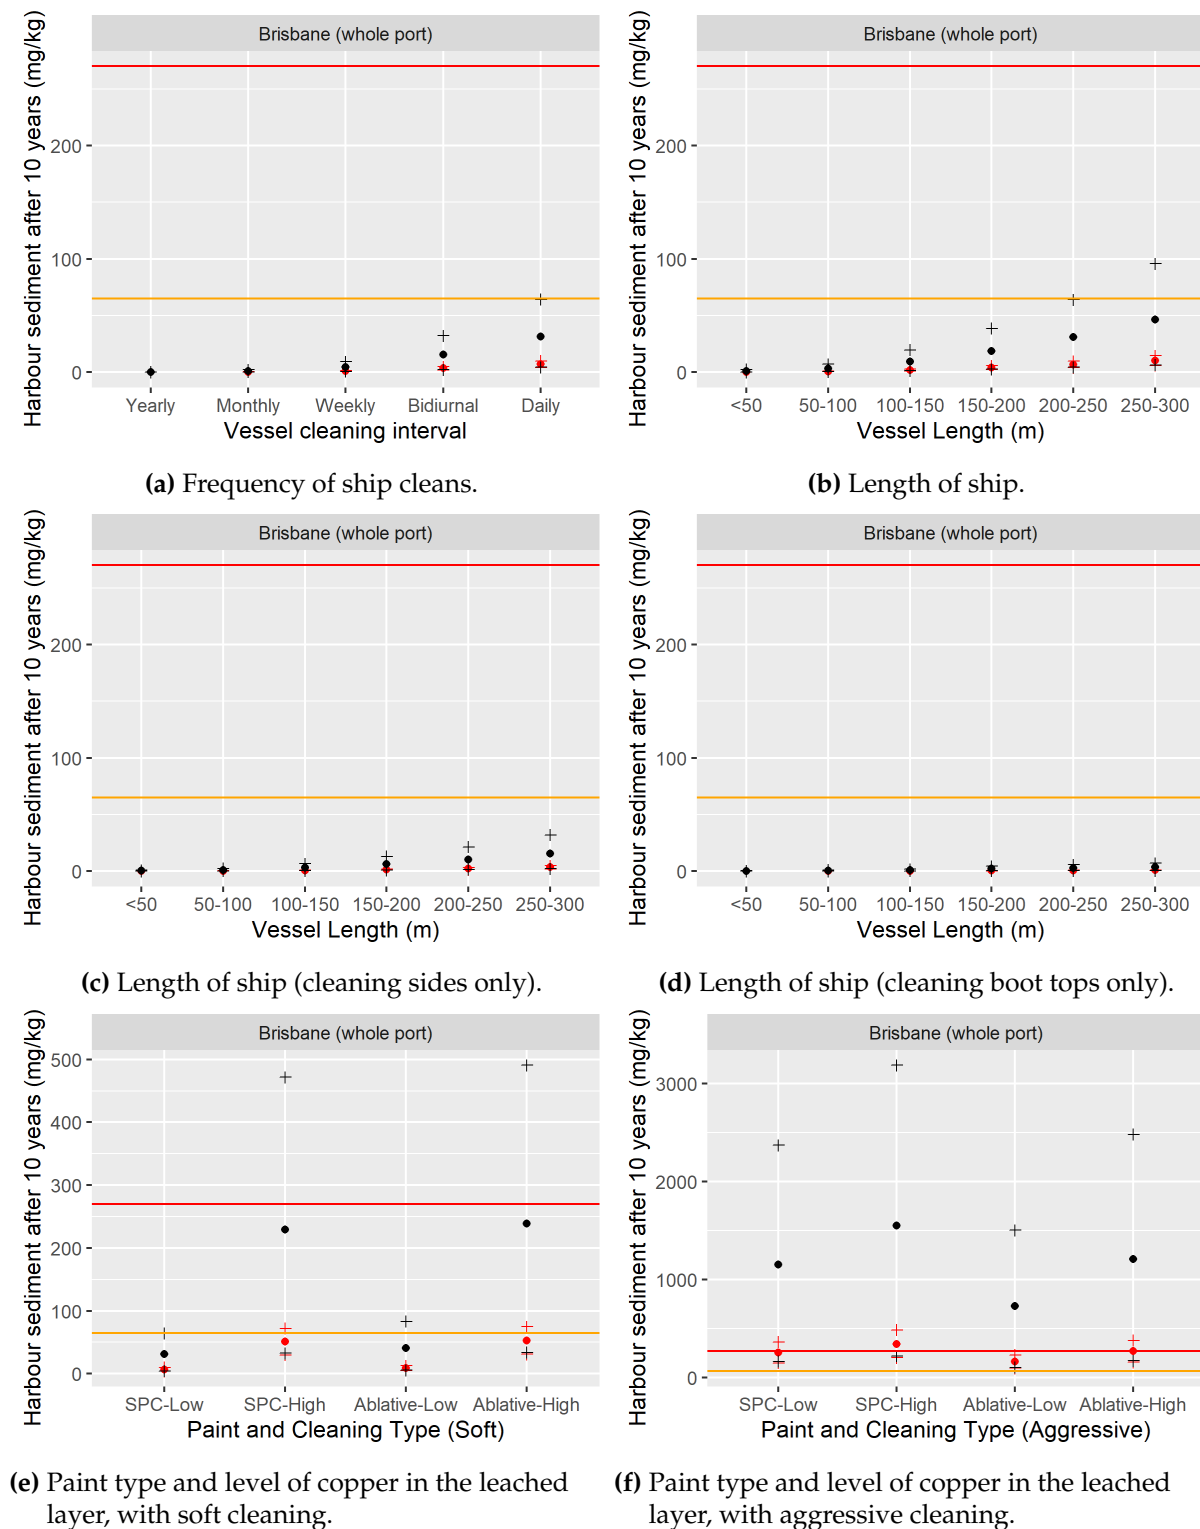 Brisbane (whole port)
Harbour sediment after 10 years (mg/kg)
200
100
0
Yearly Monthly Weekly Bidiurnal Daily
Vessel cleaning interval
(a) Frequency of ship cleans.
Brisbane (whole port)
Harbour sediment after 10 years (mg/kg)
200
100
0
<50 50-100 100-150 150-200 200-250 250-300
Vessel Length (m)
(b) Length of ship.
Brisbane (whole port)
Harbour sediment after 10 years (mg/kg)
200
100
0
<50 50-100 100-150 150-200 200-250 250-300
Vessel Length (m)
(c) Length of ship (cleaning sides only).
Brisbane (whole port)
Harbour sediment after 10 years (mg/kg)
200
100
0
<50 50-100 100-150 150-200 200-250 250-300
Vessel Length (m)
(d) Length of ship (cleaning boot tops only).
Brisbane (whole port)
Harbour sediment after 10 years (mg/kg)
500
400
300
200
100
0
SPC-Low SPC-High Ablative-Low Ablative-High
Paint and Cleaning Type (Soft)
(e) Paint type and level of copper in the leached
layer, with soft cleaning.
Brisbane (whole port)
Harbour sediment after 10 years (mg/kg)
3000
2000
1000
0
SPC-Low SPC-High Ablative-Low Ablative-High
Paint and Cleaning Type (Aggressive)
(f) Paint type and level of copper in the leached
layer, with aggressive cleaning.